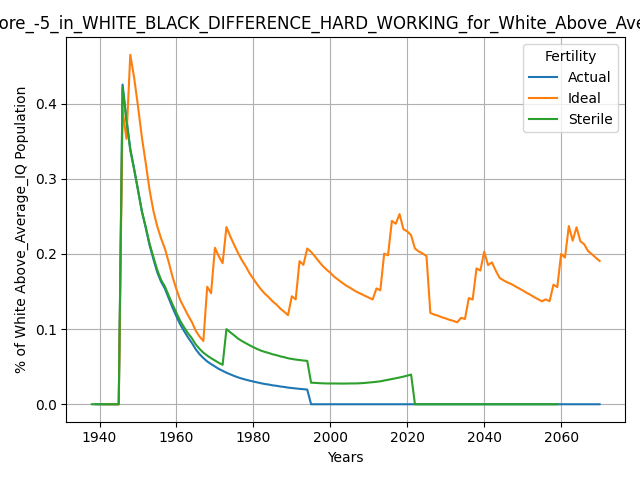 ore_-5_in_WHITE_BLACK_DIFFERENCE_HARD_WORKING_for_White_Above_Ave
Fertility
Actual
Ideal
Sterile
% of White Above_Average_IQ Population
0.4
0.3
0.2
0.1
0.0
1940
1960
1980
2000
2020
2040
2060
Years